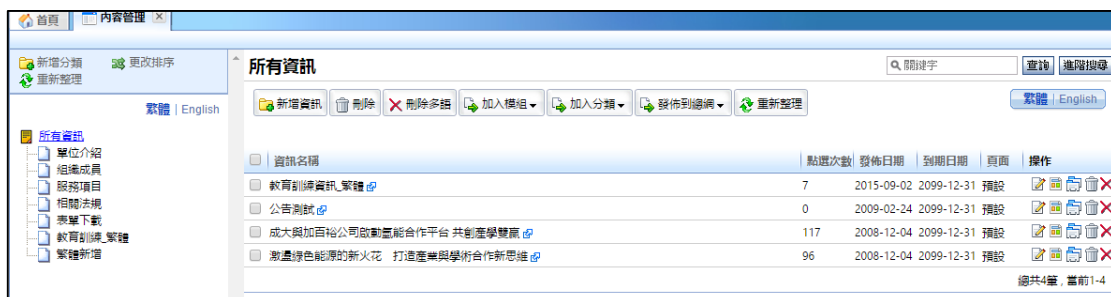 首頁 內容管理
新增分類 更改排序
重新整理
繁體 | English
所有資訊
單位介紹
組織成員
服務項目
相關法規
表單下載
教育訓練_繁體
繁體新增
所有資訊 關鍵字 查詢 進階搜尋
新增資訊 刪除 刪除多語 加入模組 加入分類 發佈到總網 重新整理 繁體 | English
資訊名稱 點選次數 發佈日期 到期日期 頁面 操作
教育訓練資訊_繁體 7 2015-09-02 2099-12-31 預設
公告測試 0 2009-02-24 2099-12-31 預設
成大與加百裕公司啟動氫能合作平台 共創產學雙贏 117 2008-12-04 2099-12-31 預設
激盪綠色能源的新火花 打造產業與學術合作新思維 96 2008-12-04 2099-12-31 預設
總共4筆 , 當前1-4